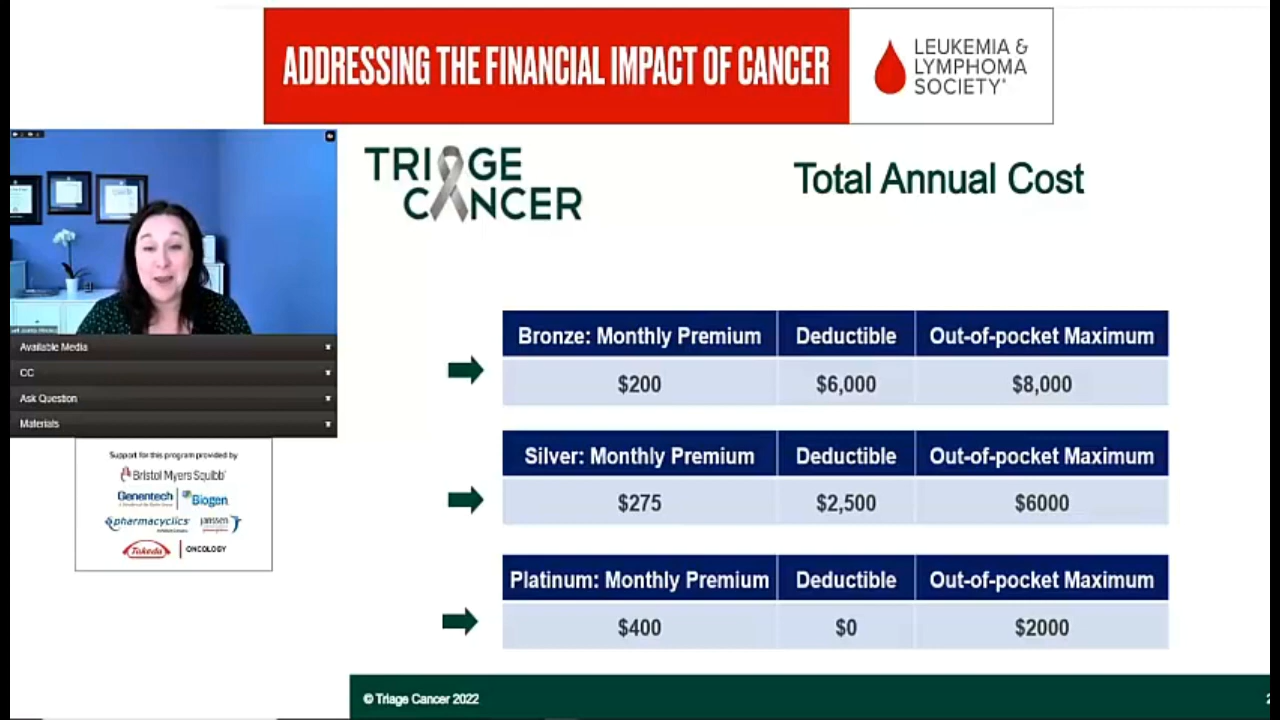 ADDRESSING THE FINANCIAL IMPACT OF CANCER
LEUKEMIA &
LYMPHOMA
SOCIETY®
TRIAGE
CANCER
Total Annual Cost
Bronze: Monthly Premium Deductible Out-of-pocket Maximum
$200 $6,000 $8,000
Silver: Monthly Premium Deductible Out-of-pocket Maximum
$275 $2,500 $6000
Platinum: Monthly Premium Deductible Out-of-pocket Maximum
$400 $0 $2000
Available Media
CC
Ask Question
Materials
Support for this program provided by
Bristol Myers Squibb
Genentech Biogen
pharmacyclics janssen
Takeda ONCOLOGY
© Triage Cancer 2022